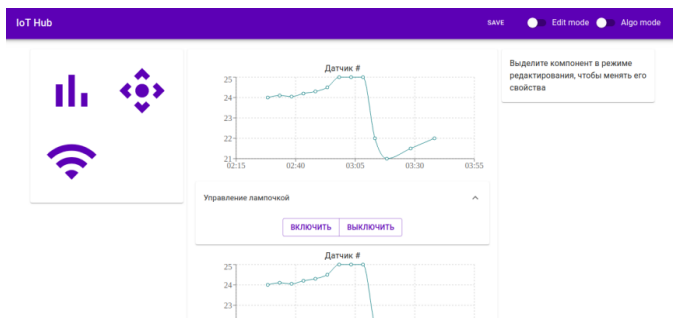 IoT Hub
SAVE
Edit mode
Algo mode
Датчик #
25
24
23
22
21
02:15
02:40
03:05
03:30
03:55
Управление лампочкой
ВКЛЮЧИТЬ
ВЫКЛЮЧИТЬ
Датчик #
25
24
23
Выделите компонент в режиме
редактирования, чтобы менять его
свойства